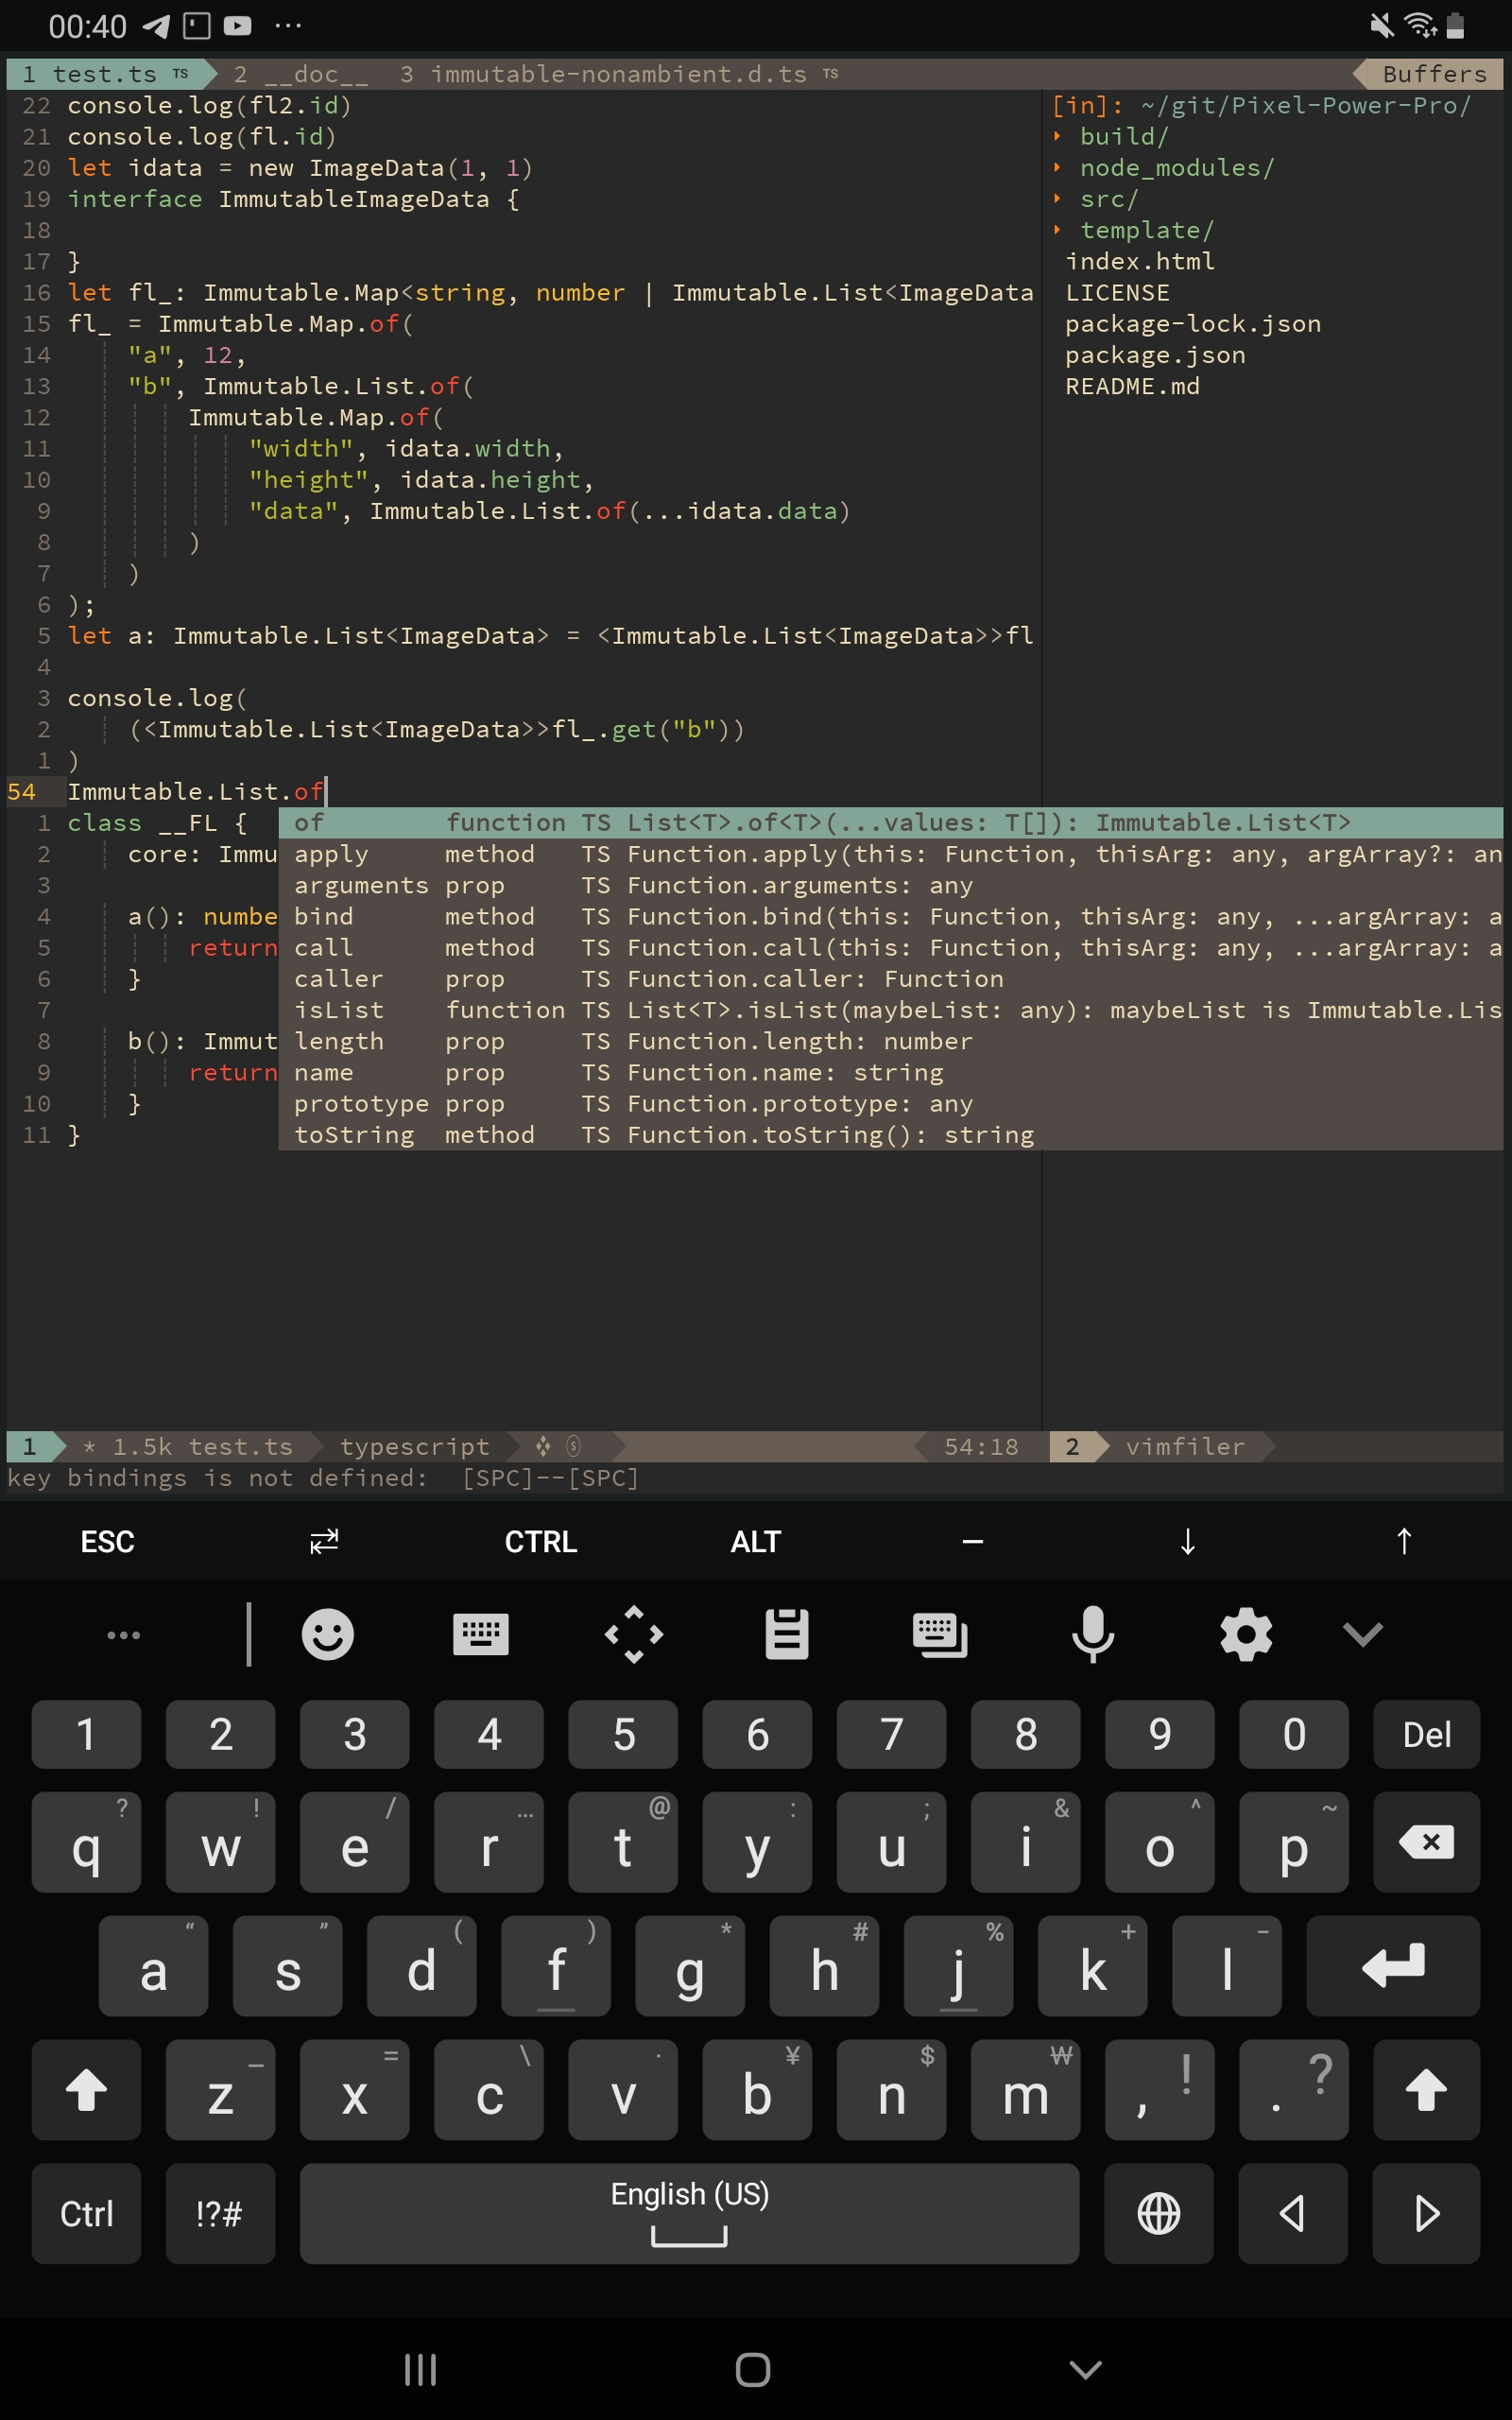 00:40 ...
1 test.ts TS 2 __doc__ 3 immutable-nonambient.d.ts TS Buffers
22 console.log(fl2.id)
21 console.log(fl.id)
20 let idata = new ImageData(1, 1)
19 interface ImmutableImageData {
18
17 }
16 let fl_: Immutable.Map<string, number | Immutable.List<ImageData
15 fl_ = Immutable.Map.of(
14 "a", 12,
13 "b", Immutable.List.of(
12 Immutable.Map.of(
11 "width", idata.width,
10 "height", idata.height,
9 "data", Immutable.List.of(...idata.data)
8 )
7 )
6 );
5 let a: Immutable.List<ImageData> = <Immutable.List<ImageData>>fl
4
3 console.log(
2 (<Immutable.List<ImageData>>fl_.get("b"))
1 )
54 Immutable.List.of
1 class __FL {
2 core: Immu
3
4 a(): numbe
5 return
6 }
7
8 b(): Immut
9 return
10 }
11 }
of function TS List<T>.of<T>(...values: T[]): Immutable.List<T>
apply method TS Function.apply(this: Function, thisArg: any, argArray?: an
arguments prop TS Function.arguments: any
bind method TS Function.bind(this: Function, thisArg: any, ...argArray: a
call method TS Function.call(this: Function, thisArg: any, ...argArray: a
caller prop TS Function.caller: Function
isList function TS List<T>.isList(maybeList: any): maybeList is Immutable.Lis
length prop TS Function.length: number
name prop TS Function.name: string
prototype prop TS Function.prototype: any
toString method TS Function.toString(): string
[in]: ~/git/Pixel-Power-Pro/
build/
node_modules/
src/
template/
index.html
LICENSE
package-lock.json
package.json
README.md
1 * 1.5k test.ts typescript ❖ ⓢ 54:18 2 vimfiler
key bindings is not defined: [SPC]--[SPC]
ESC ⇄ CTRL ALT — ↓ ↑
...
1 2 3 4 5 6 7 8 9 0 Del
? ! / ... @ : ; & ^ ~
q w e r t y u i o p
“ ” ( ) * # % + -
a s d f g h j k l
_ = \ · ¥ $ ₩ ! ?
z x c v b n m , .
Ctrl !?# English (US)